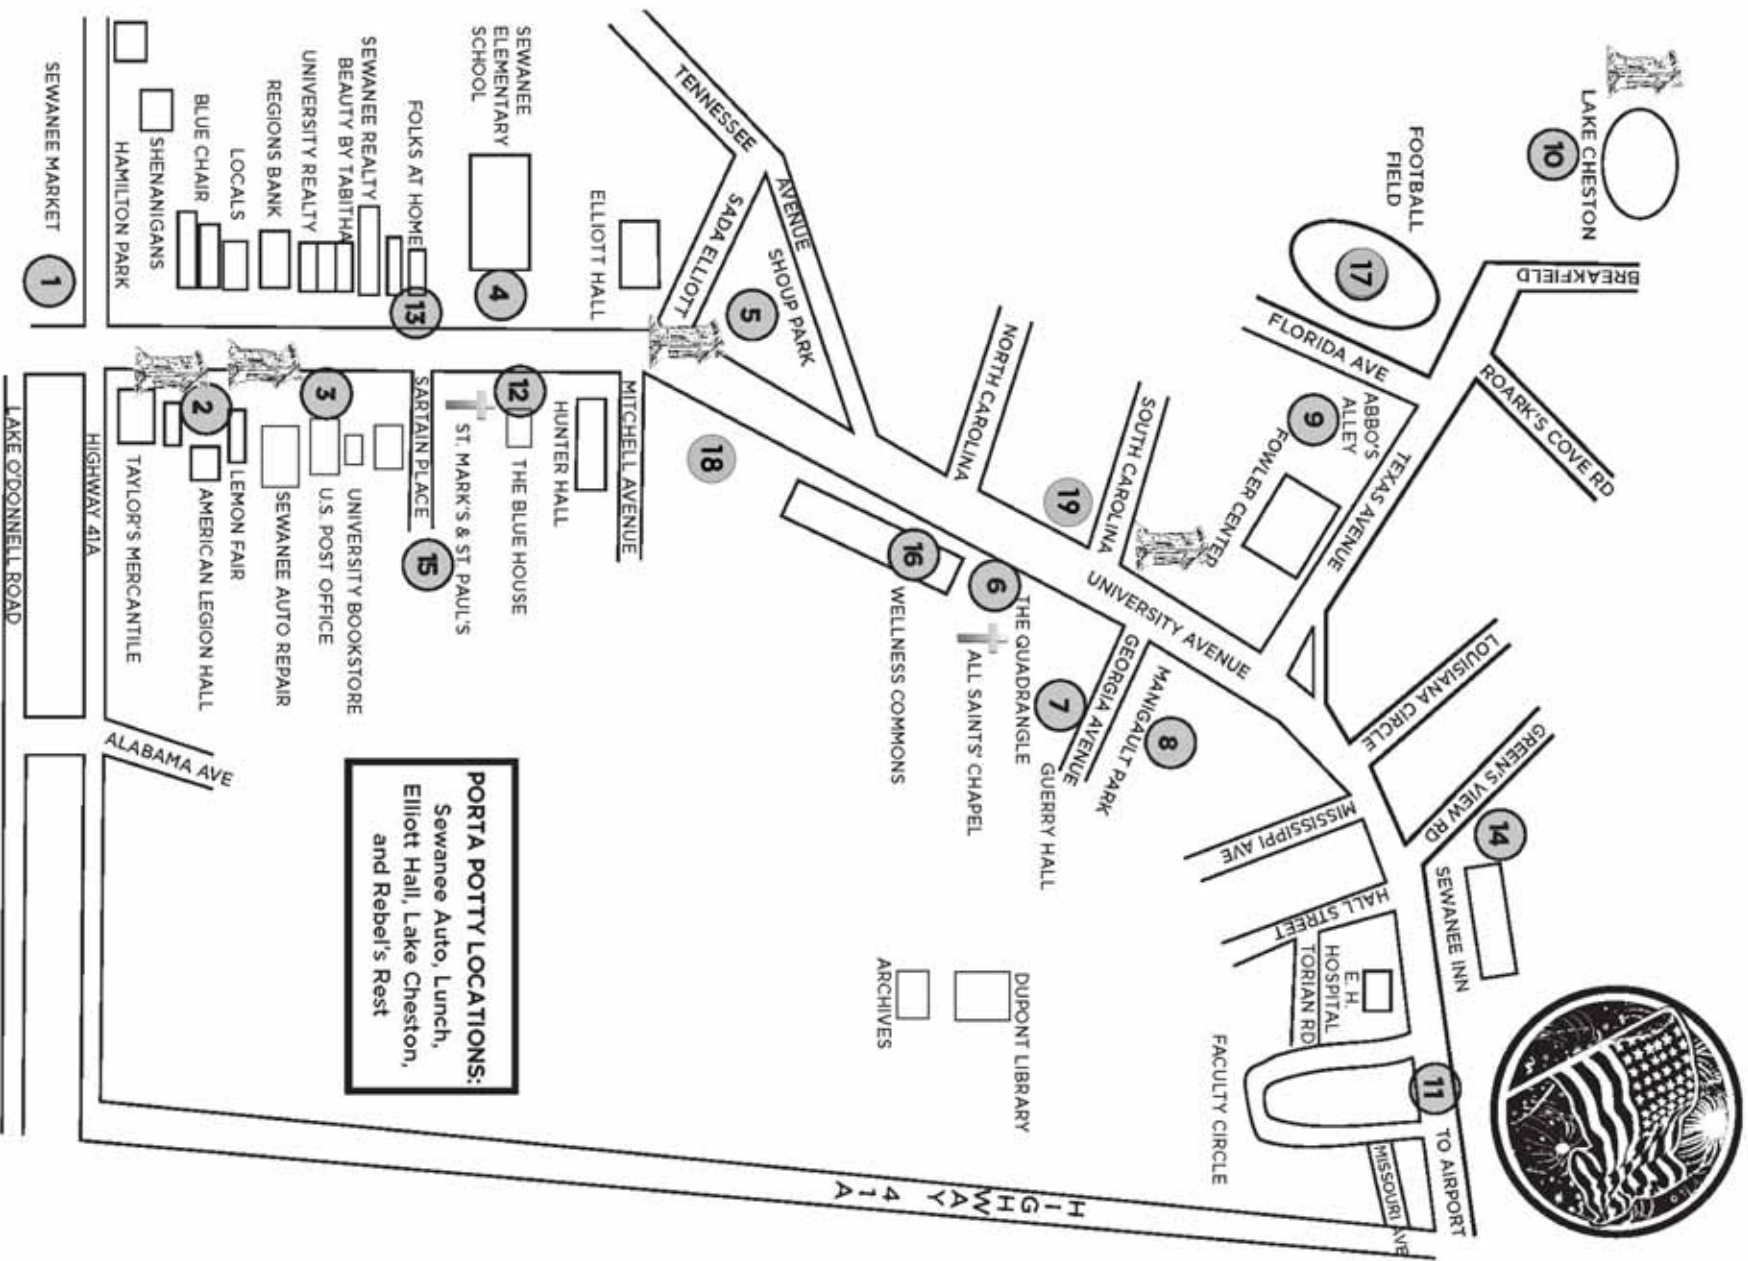 SEWANEE MARKET
1
LAKE O'DONNELL ROAD
HIGHWAY 41A
HAMILTON PARK
SHENANIGANS
BLUE CHAIR
LOCALS
REGIONS BANK
UNIVERSITY REALTY
BEAUTY BY TABITHA
SEWANEE REALTY
FOLKS AT HOME
13
SEWANEE
ELEMENTARY
SCHOOL
4
ELLIOTT HALL
TAYLOR'S MERCANTILE
2
AMERICAN LEGION HALL
LEMON FAIR
3
SEWANEE AUTO REPAIR
U.S. POST OFFICE
UNIVERSITY BOOKSTORE
SARTAIN PLACE
15
ST. MARK'S & ST. PAUL'S
12
THE BLUE HOUSE
HUNTER HALL
MITCHELL AVENUE
ALABAMA AVE
TENNESSEE
AVENUE
SADA ELLIOTT
SHOUP PARK
5
18
NORTH CAROLINA
19
SOUTH CAROLINA
16
WELLNESS COMMONS
6
THE QUADRANGLE
ALL SAINTS' CHAPEL
UNIVERSITY AVENUE
GEORGIA AVENUE
7
GUERRY HALL
MANIGAULT PARK
8
LAKE CHESTON
10
FOOTBALL
FIELD
17
BREAKFIELD
FLORIDA AVE
ROARK'S COVE RD
ABBO'S
ALLEY
9
FOWLER CENTER
TEXAS AVENUE
LOUISIANA CIRCLE
GREEN'S VIEW RD
14
SEWANEE INN
MISSISSIPPI AVE
HALL STREET
E. H.
HOSPITAL
TORIAN RD
FACULTY CIRCLE
11
TO AIRPORT
MISSOURI AVE
DUPONT LIBRARY
ARCHIVES
HIGHWAY 41A
PORTA POTTY LOCATIONS:
Sewanee Auto, Lunch,
Elliott Hall, Lake Cheston,
and Rebel's Rest